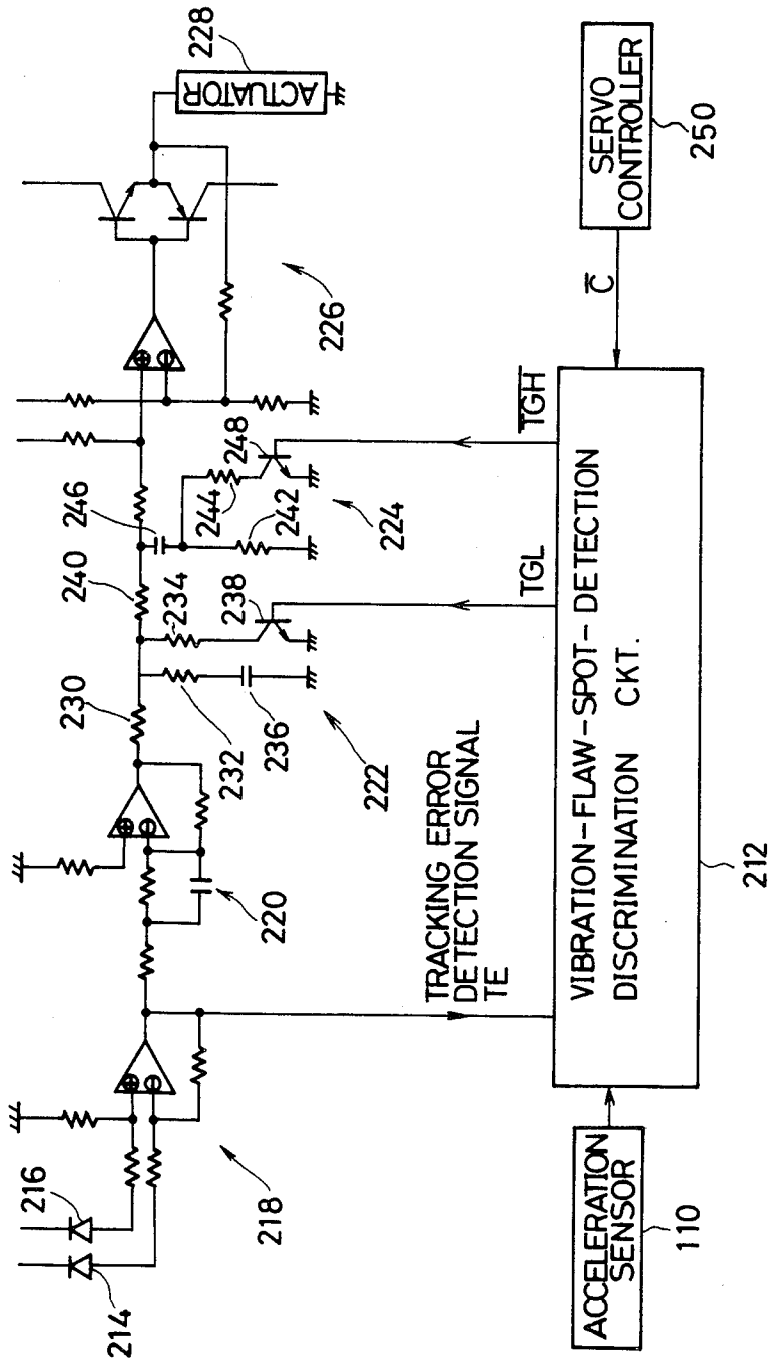 214
216
218
220
222
230
232
234
236
238
240
246
244
242
248
224
226
228
ACTUATOR
TRACKING ERROR
DETECTION SIGNAL
TE
TGL
T̅G̅H̅
ACCELERATION
SENSOR
110
VIBRATION-FLAW-SPOT-DETECTION
DISCRIMINATION CKT.
212
C̅
SERVO
CONTROLLER
250